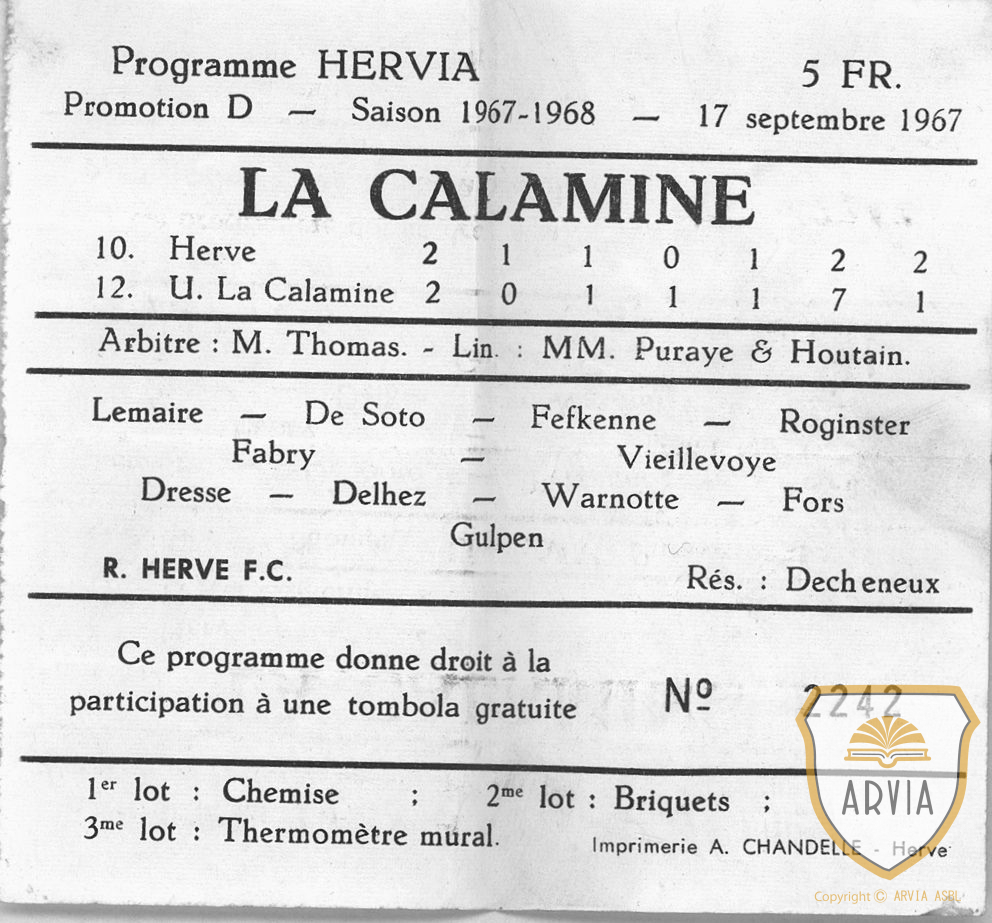 Programme HERVIA 5 FR.
Promotion D — Saison 1967-1968 — 17 septembre 1967
LA CALAMINE
10. Herve 2 1 1 0 1 2 2
12. U. La Calamine 2 0 1 1 1 7 1
Arbitre : M. Thomas. - Lin. : MM. Puraye & Houtain.
Lemaire — De Soto — Fefkenne — Roginster
Fabry — Vieillevoye
Dresse — Delhez — Warnotte — Fors
Gulpen
R. HERVE F.C. Rés. : Decheneux
Ce programme donne droit à la
participation à une tombola gratuite Nº 2242
1er lot : Chemise ; 2me lot : Briquets ;
3me lot : Thermomètre mural.
Imprimerie A. CHANDELLE - Herve
ARVIA
Copyright © ARVIA ASBL